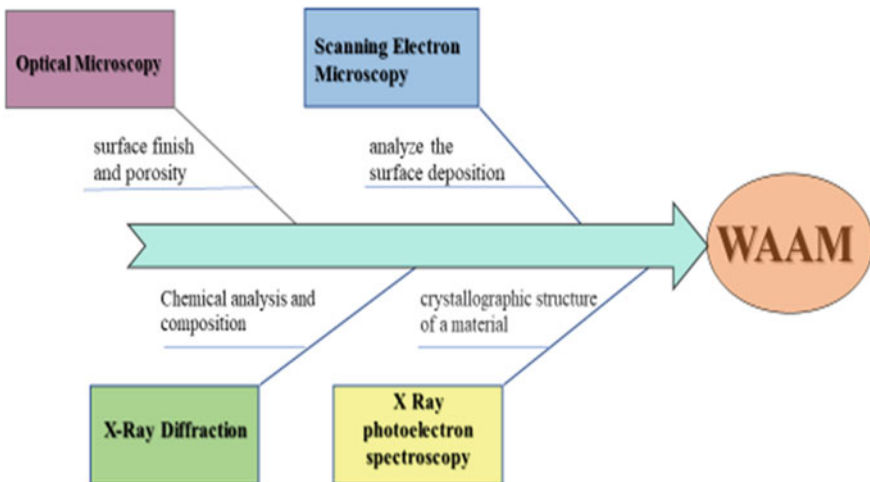 Optical Microscopy
Scanning Electron
Microscopy
surface finish
and porosity
analyze the
surface deposition
WAAM
Chemical analysis and
composition
crystallographic structure
of a material
X-Ray Diffraction
X Ray
photoelectron
spectroscopy